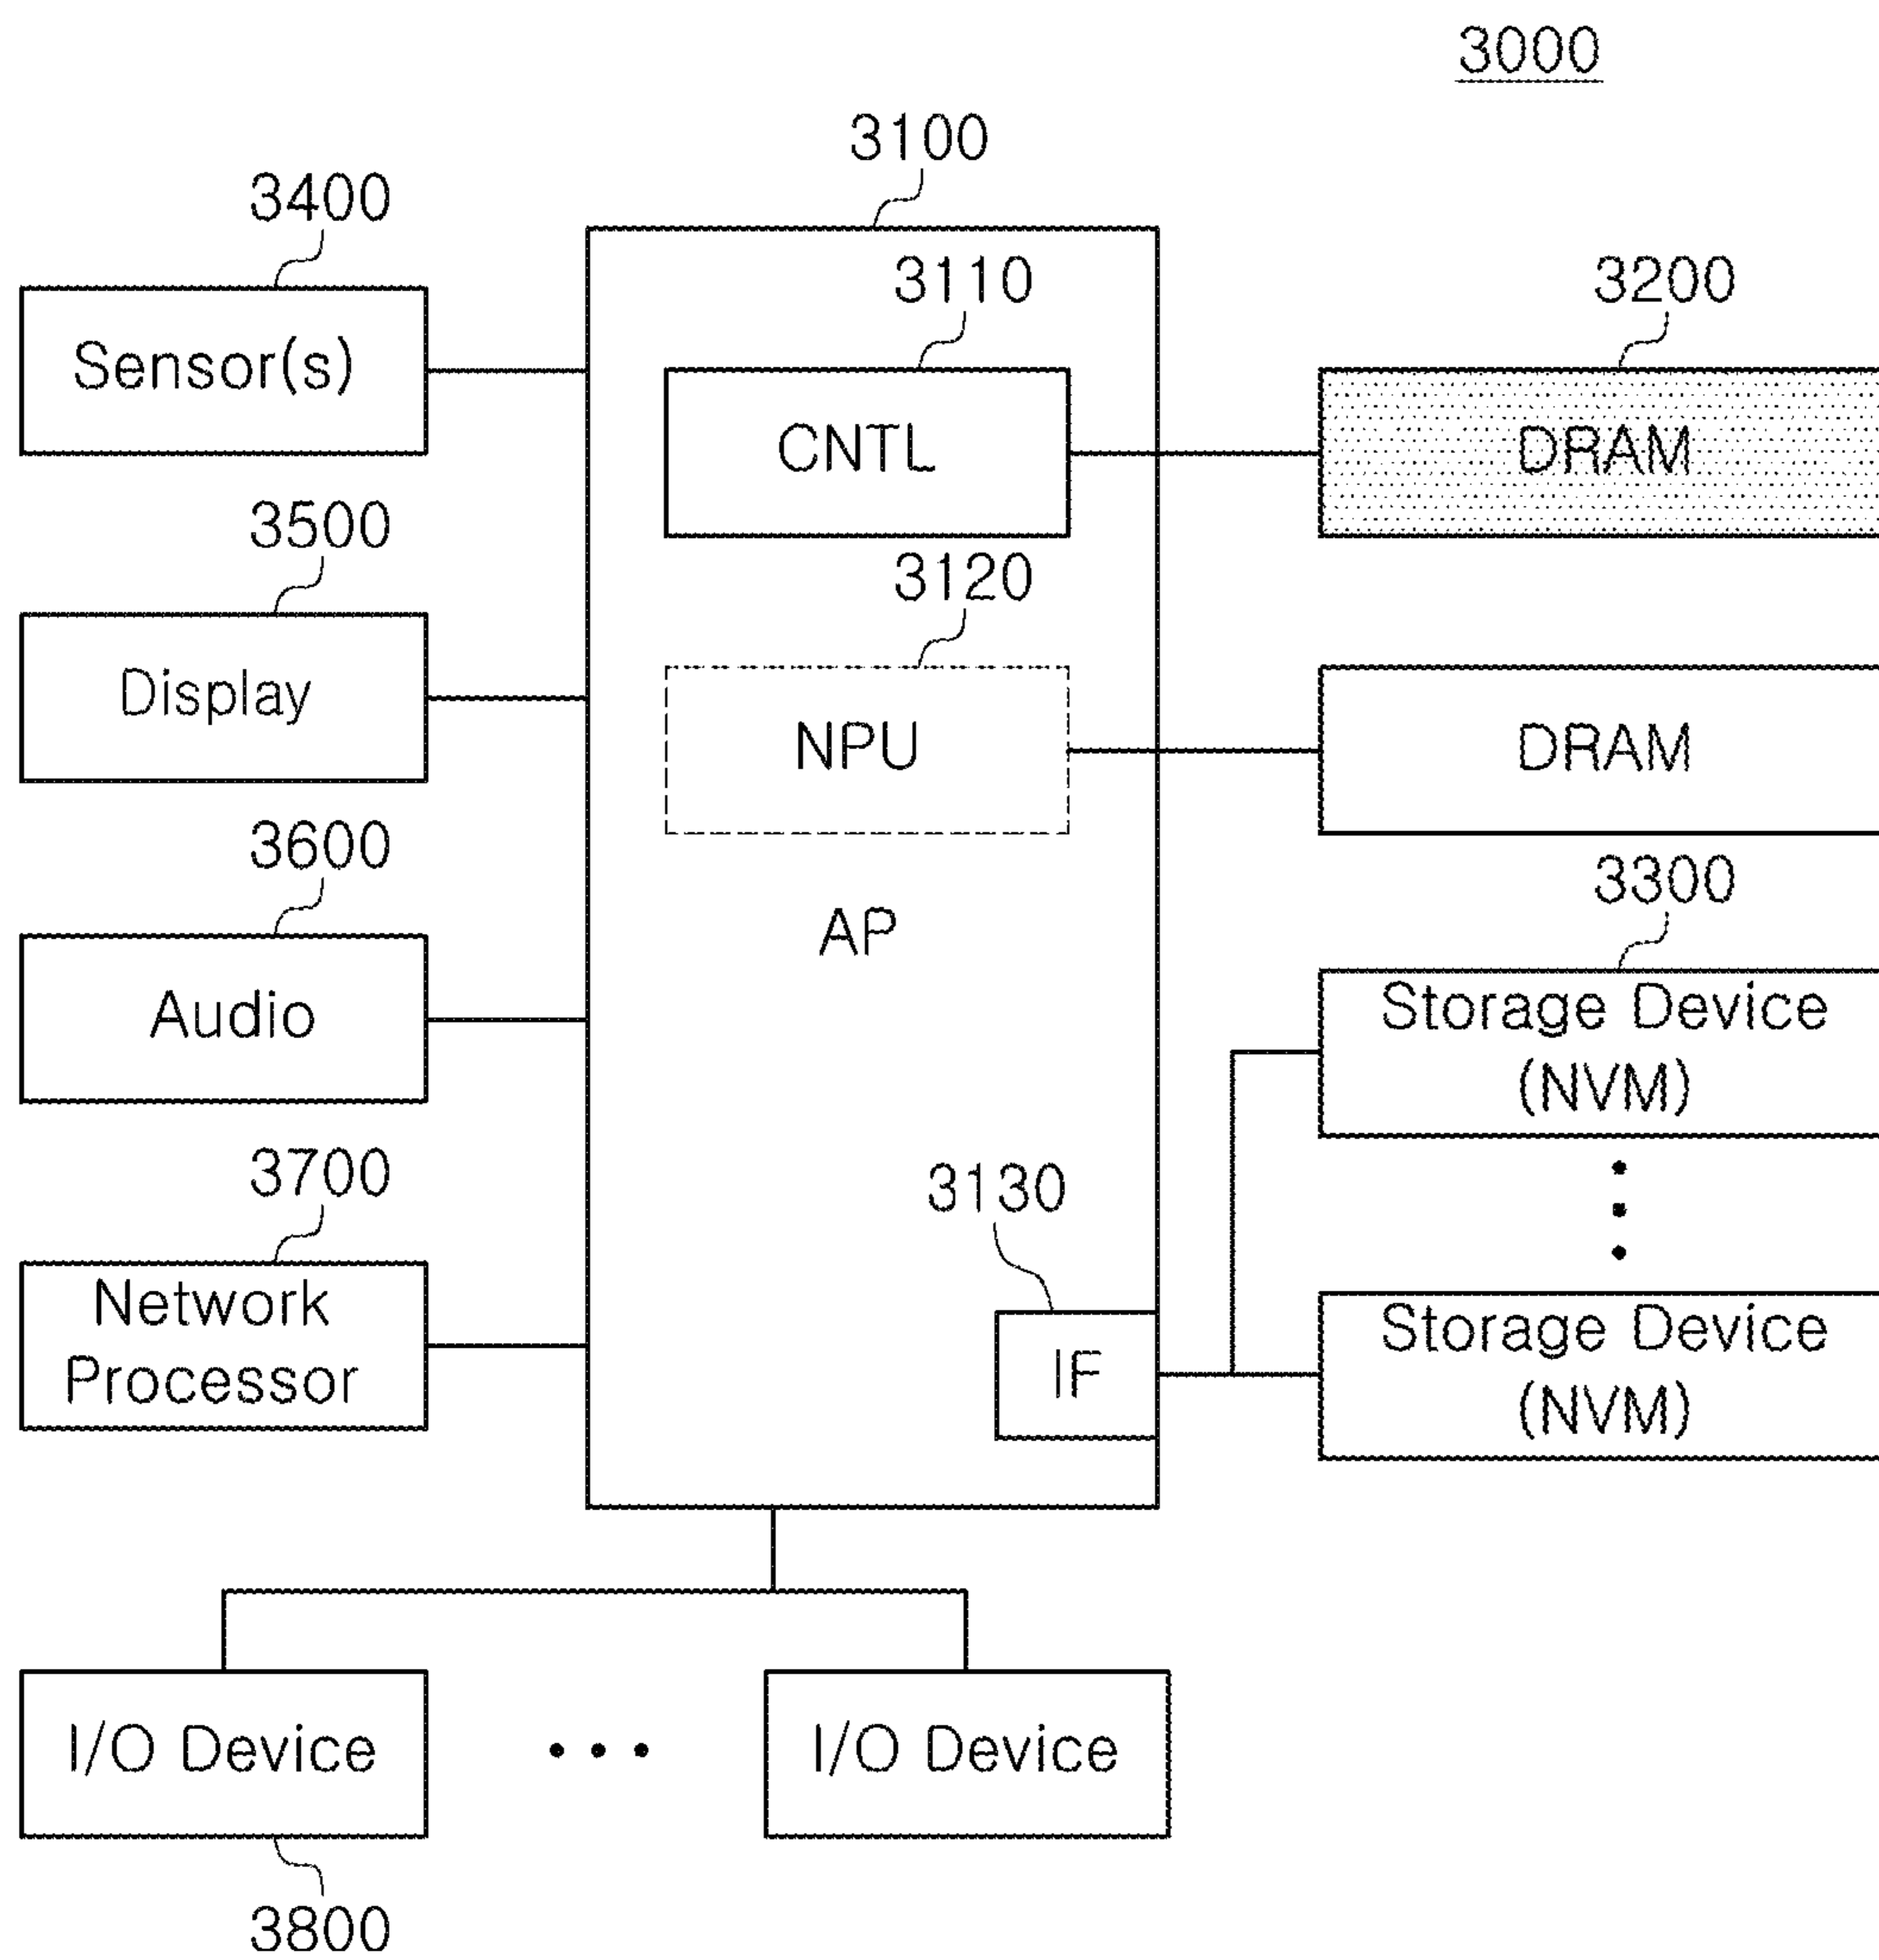 3000
3100
3400
3110
3200
Sensor(s)
CNTL
DRAM
3500
3120
Display
NPU
DRAM
3600
3300
AP
Audio
Storage Device
(NVM)
3700
3130
Network
Processor
IF
Storage Device
(NVM)
I/O Device
I/O Device
3800